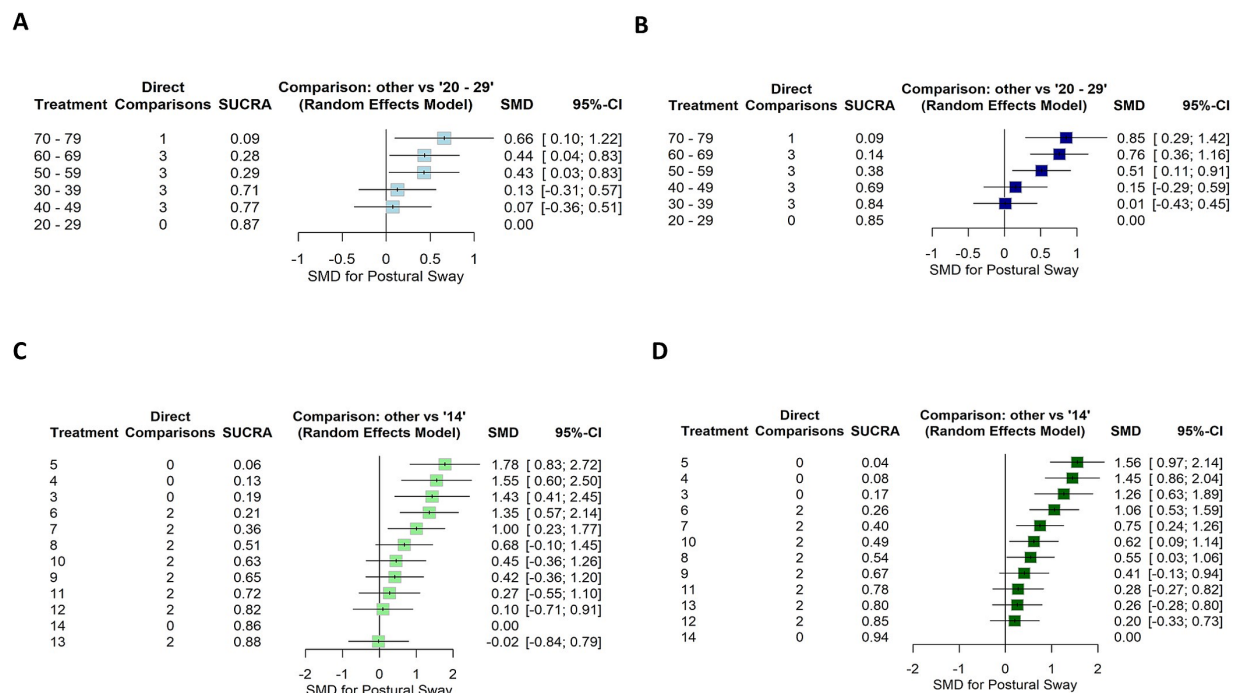 A
Direct Comparison: other vs '20 - 29'
Treatment Comparisons SUCRA (Random Effects Model) SMD 95%-CI
70 - 79 1 0.09 0.66 [ 0.10; 1.22]
60 - 69 3 0.28 0.44 [ 0.04; 0.83]
50 - 59 3 0.29 0.43 [ 0.03; 0.83]
30 - 39 3 0.71 0.13 [-0.31; 0.57]
40 - 49 3 0.77 0.07 [-0.36; 0.51]
20 - 29 0 0.87 0.00
-1 -0.5 0 0.5 1
SMD for Postural Sway
B
Direct Comparison: other vs '20 - 29'
Treatment Comparisons SUCRA (Random Effects Model) SMD 95%-CI
70 - 79 1 0.09 0.85 [ 0.29; 1.42]
60 - 69 3 0.14 0.76 [ 0.36; 1.16]
50 - 59 3 0.38 0.51 [ 0.11; 0.91]
40 - 49 3 0.69 0.15 [-0.29; 0.59]
30 - 39 3 0.84 0.01 [-0.43; 0.45]
20 - 29 0 0.85 0.00
-1 -0.5 0 0.5 1
SMD for Postural Sway
C
Direct Comparison: other vs '14'
Treatment Comparisons SUCRA (Random Effects Model) SMD 95%-CI
5 0 0.06 1.78 [ 0.83; 2.72]
4 0 0.13 1.55 [ 0.60; 2.50]
3 0 0.19 1.43 [ 0.41; 2.45]
6 2 0.21 1.35 [ 0.57; 2.14]
7 2 0.36 1.00 [ 0.23; 1.77]
8 2 0.51 0.68 [-0.10; 1.45]
10 2 0.63 0.45 [-0.36; 1.26]
9 2 0.65 0.42 [-0.36; 1.20]
11 2 0.72 0.27 [-0.55; 1.10]
12 2 0.82 0.10 [-0.71; 0.91]
14 0 0.86 0.00
13 2 0.88 -0.02 [-0.84; 0.79]
-2 -1 0 1 2
SMD for Postural Sway
D
Direct Comparison: other vs '14'
Treatment Comparisons SUCRA (Random Effects Model) SMD 95%-CI
5 0 0.04 1.56 [ 0.97; 2.14]
4 0 0.08 1.45 [ 0.86; 2.04]
3 0 0.17 1.26 [ 0.63; 1.89]
6 2 0.26 1.06 [ 0.53; 1.59]
7 2 0.40 0.75 [ 0.24; 1.26]
10 2 0.49 0.62 [ 0.09; 1.14]
8 2 0.54 0.55 [ 0.03; 1.06]
9 2 0.67 0.41 [-0.13; 0.94]
11 2 0.78 0.28 [-0.27; 0.82]
13 2 0.80 0.26 [-0.28; 0.80]
12 2 0.85 0.20 [-0.33; 0.73]
14 0 0.94 0.00
-2 -1 0 1 2
SMD for Postural Sway